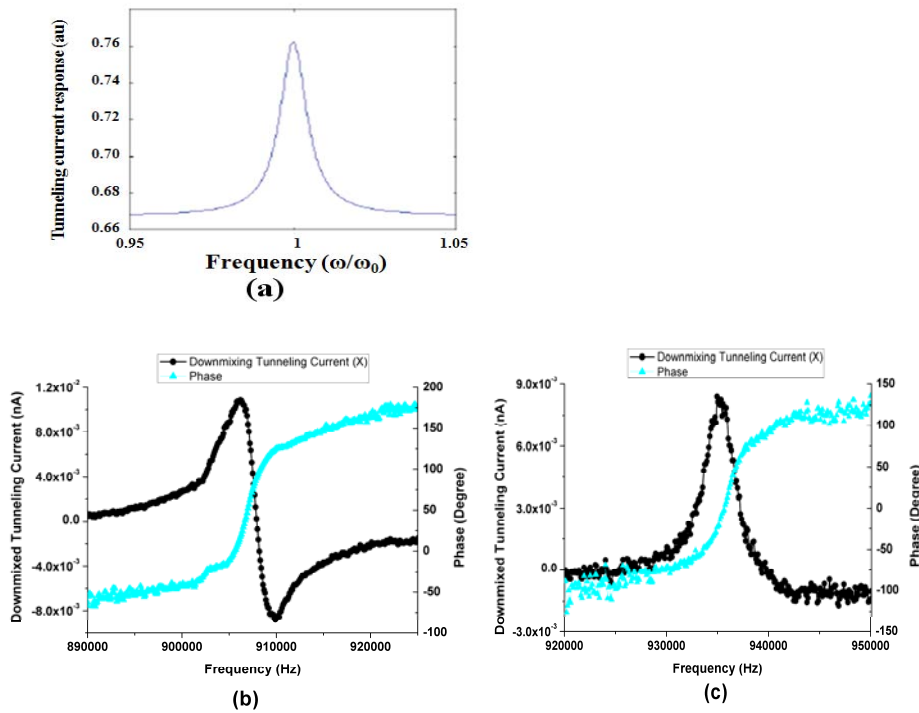 Tunneling current response (au)
0.76
0.74
0.72
0.70
0.68
0.66
0.95
1
1.05
Frequency (ω/ω₀)
(a)
Downmixing Tunneling Current (X)
Phase
Downmixed Tunneling Current (nA)
1.2x10⁻²
8.0x10⁻³
4.0x10⁻³
0.0
-4.0x10⁻³
-8.0x10⁻³
200
150
100
50
0
-50
-100
Phase (Degree)
890000
900000
910000
920000
Frequency (Hz)
(b)
Downmixing Tunneling Current (X)
Phase
Downmixed Tunneling Current (nA)
9.0x10⁻³
6.0x10⁻³
3.0x10⁻³
0.0
-3.0x10⁻³
150
100
50
0
-50
-100
-150
Phase (Degree)
920000
930000
940000
950000
Frequency (Hz)
(c)